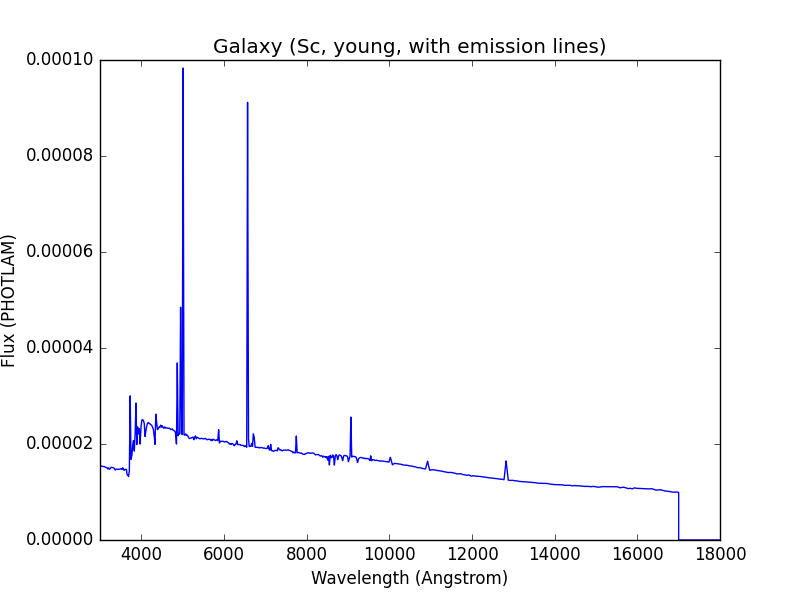 Galaxy (Sc, young, with emission lines)
0.00010
0.00008
0.00006
0.00004
0.00002
0.00000
Flux (PHOTLAM)
4000 6000 8000 10000 12000 14000 16000 18000
Wavelength (Angstrom)